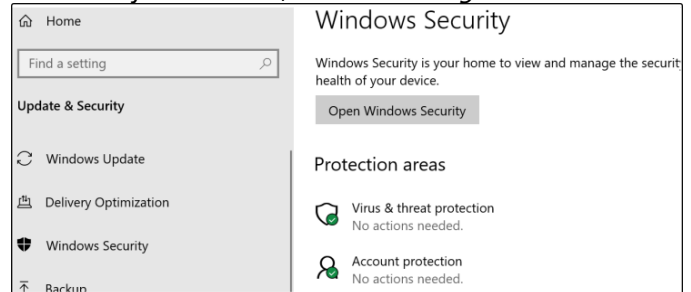 Home
Find a setting
Update & Security
Windows Update
Delivery Optimization
Windows Security
Backup
Windows Security
Windows Security is your home to view and manage the securit
health of your device.
Open Windows Security
Protection areas
Virus & threat protection
No actions needed.
Account protection
No actions needed.